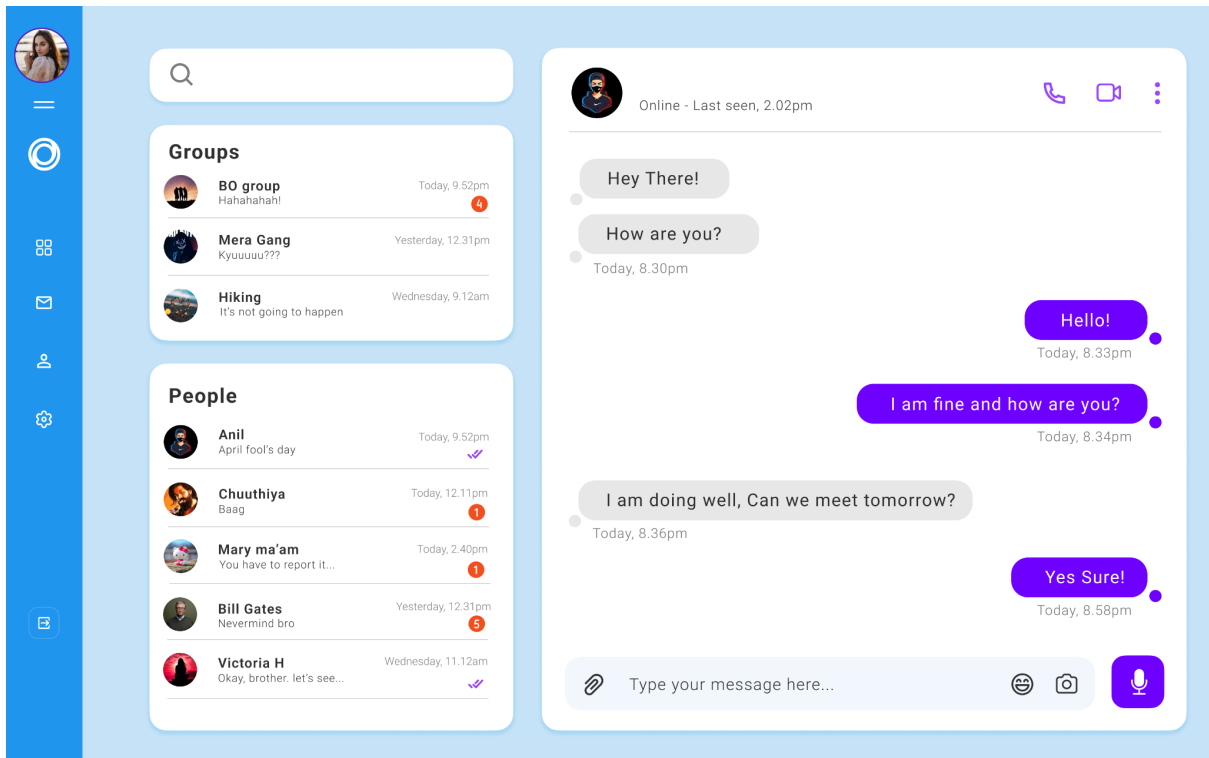 Groups
BO group
Today, 9.52pm
Hahahahah!
4
Mera Gang
Yesterday, 12.31pm
Kyuuuuu???
Hiking
Wednesday, 9.12am
It's not going to happen
People
Anil
Today, 9.52pm
April fool's day
Chuuthiya
Today, 12.11pm
Baag
1
Mary ma'am
Today, 2.40pm
You have to report it...
1
Bill Gates
Yesterday, 12.31pm
Nevermind bro
5
Victoria H
Wednesday, 11.12am
Okay, brother. let's see...
Online - Last seen, 2.02pm
Hey There!
How are you?
Today, 8.30pm
Hello!
Today, 8.33pm
I am fine and how are you?
Today, 8.34pm
I am doing well, Can we meet tomorrow?
Today, 8.36pm
Yes Sure!
Today, 8.58pm
Type your message here...